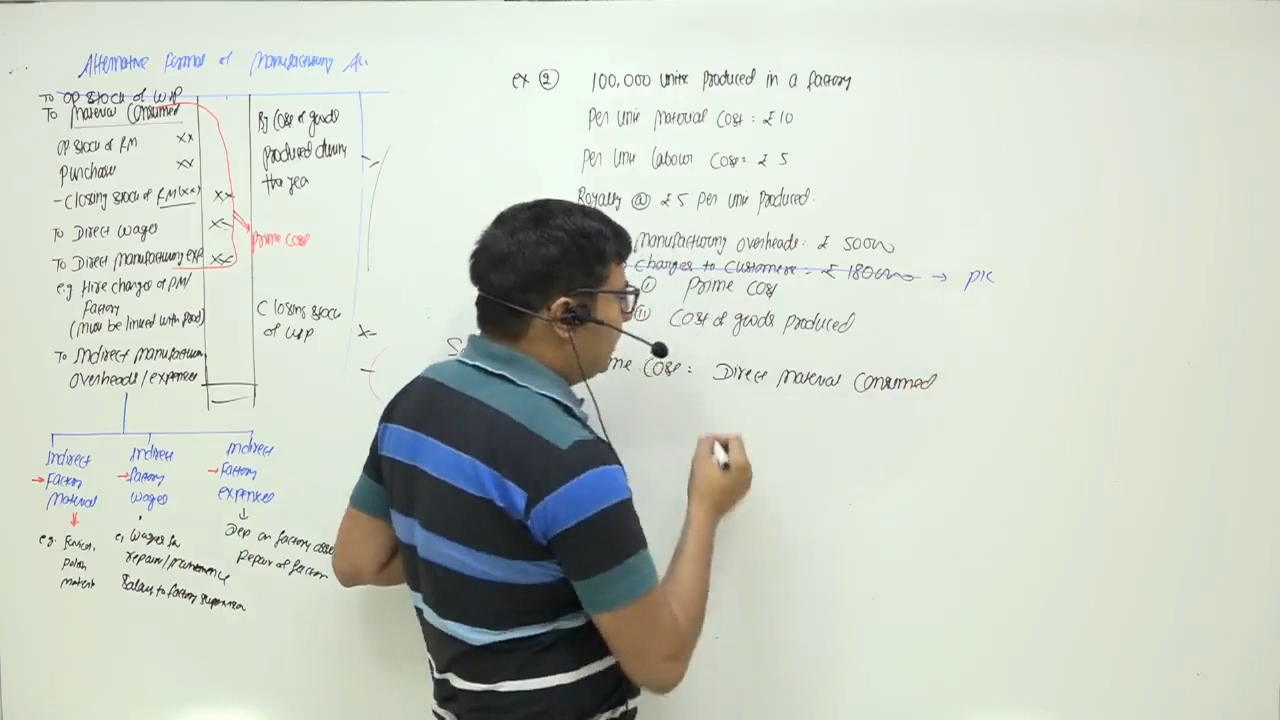 Alternative format of Manufacturing A/c
To OP Stock of WIP
To Material Consumed
OP Stock of RM xx
Purchase xx
- Closing Stock of RM (xx) xx
To Direct Wages xx
To Direct Manufacturing exp xx
e.g Hire charges of PM/
Factory
(Must be linked with Prod)
To Indirect Manufacturing
overheads/expenses
By Cost of goods
produced during
the year
Prime Cost
Closing Stock
of WIP x-
Indirect
Factory
Material
e.g.
Polish
Indirect
Factory
Wages
Wages for
repair/maintenance
Salary to factory supervisor
Indirect
Factory
expenses
Dep on factory asse
Repair of factory
ex ② 100,000 units produced in a factory
Per unit Material Cost: ₹10
Per unit labour Cost: ₹ 5
Royalty @ ₹5 per unit produced.
Manufacturing overheads: ₹ 50000
Charges to Customers: ₹ 180000 → P/L
(i) Prime Cost
(ii) Cost of goods produced
me Cost: Direct Material Consumed